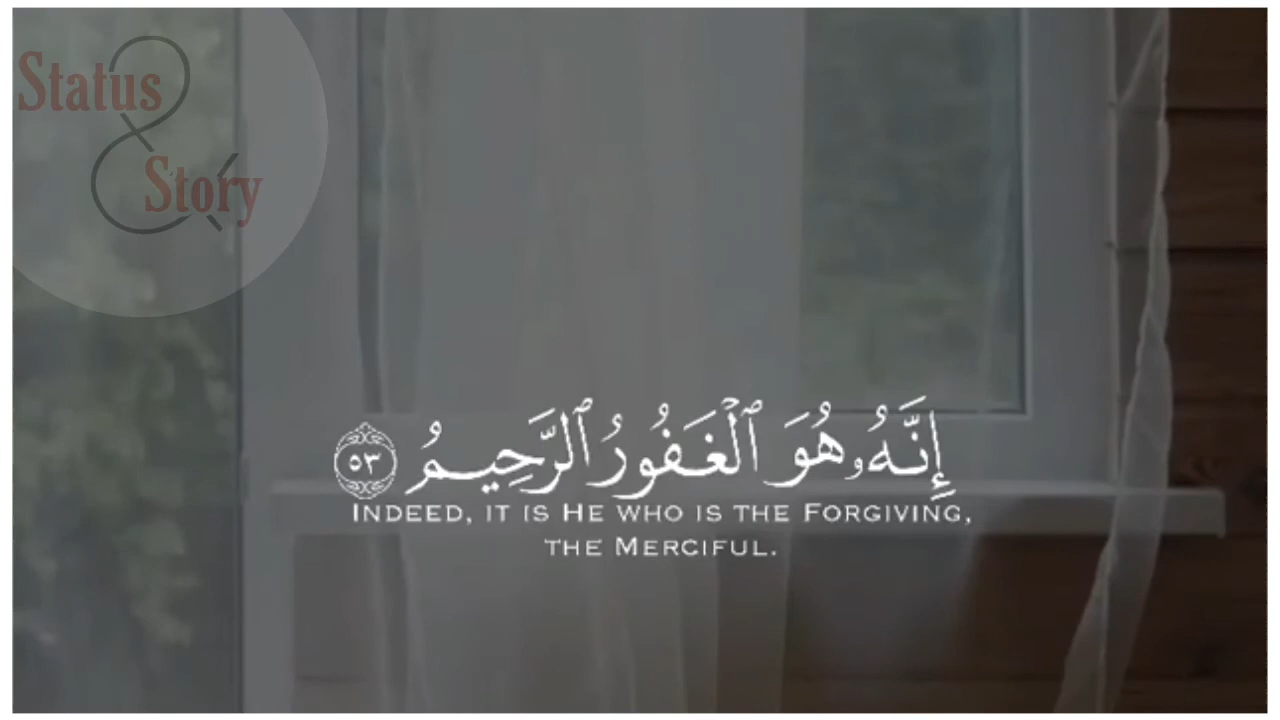 Status
&
Story
إِنَّهُۥ هُوَ ٱلْغَفُورُ ٱلرَّحِيمُ ٥٣
INDEED, IT IS HE WHO IS THE FORGIVING,
THE MERCIFUL.